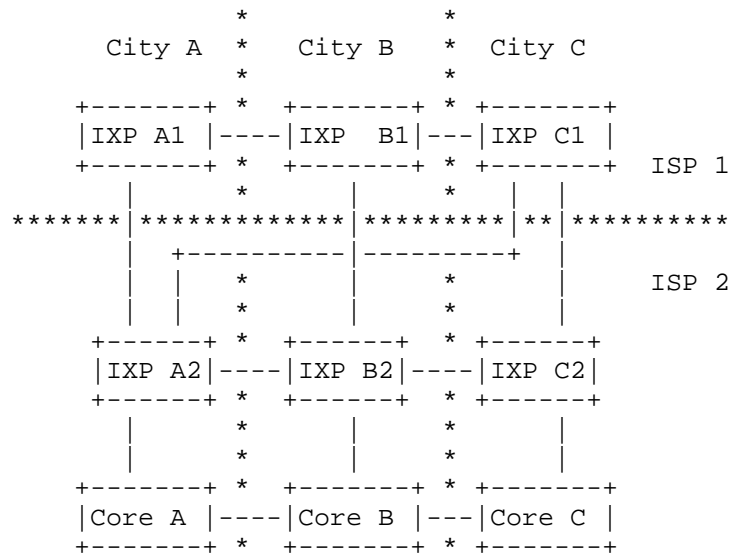 City A City B City C
IXP A1 IXP B1 IXP C1
ISP 1
ISP 2
IXP A2 IXP B2 IXP C2
Core A Core B Core C